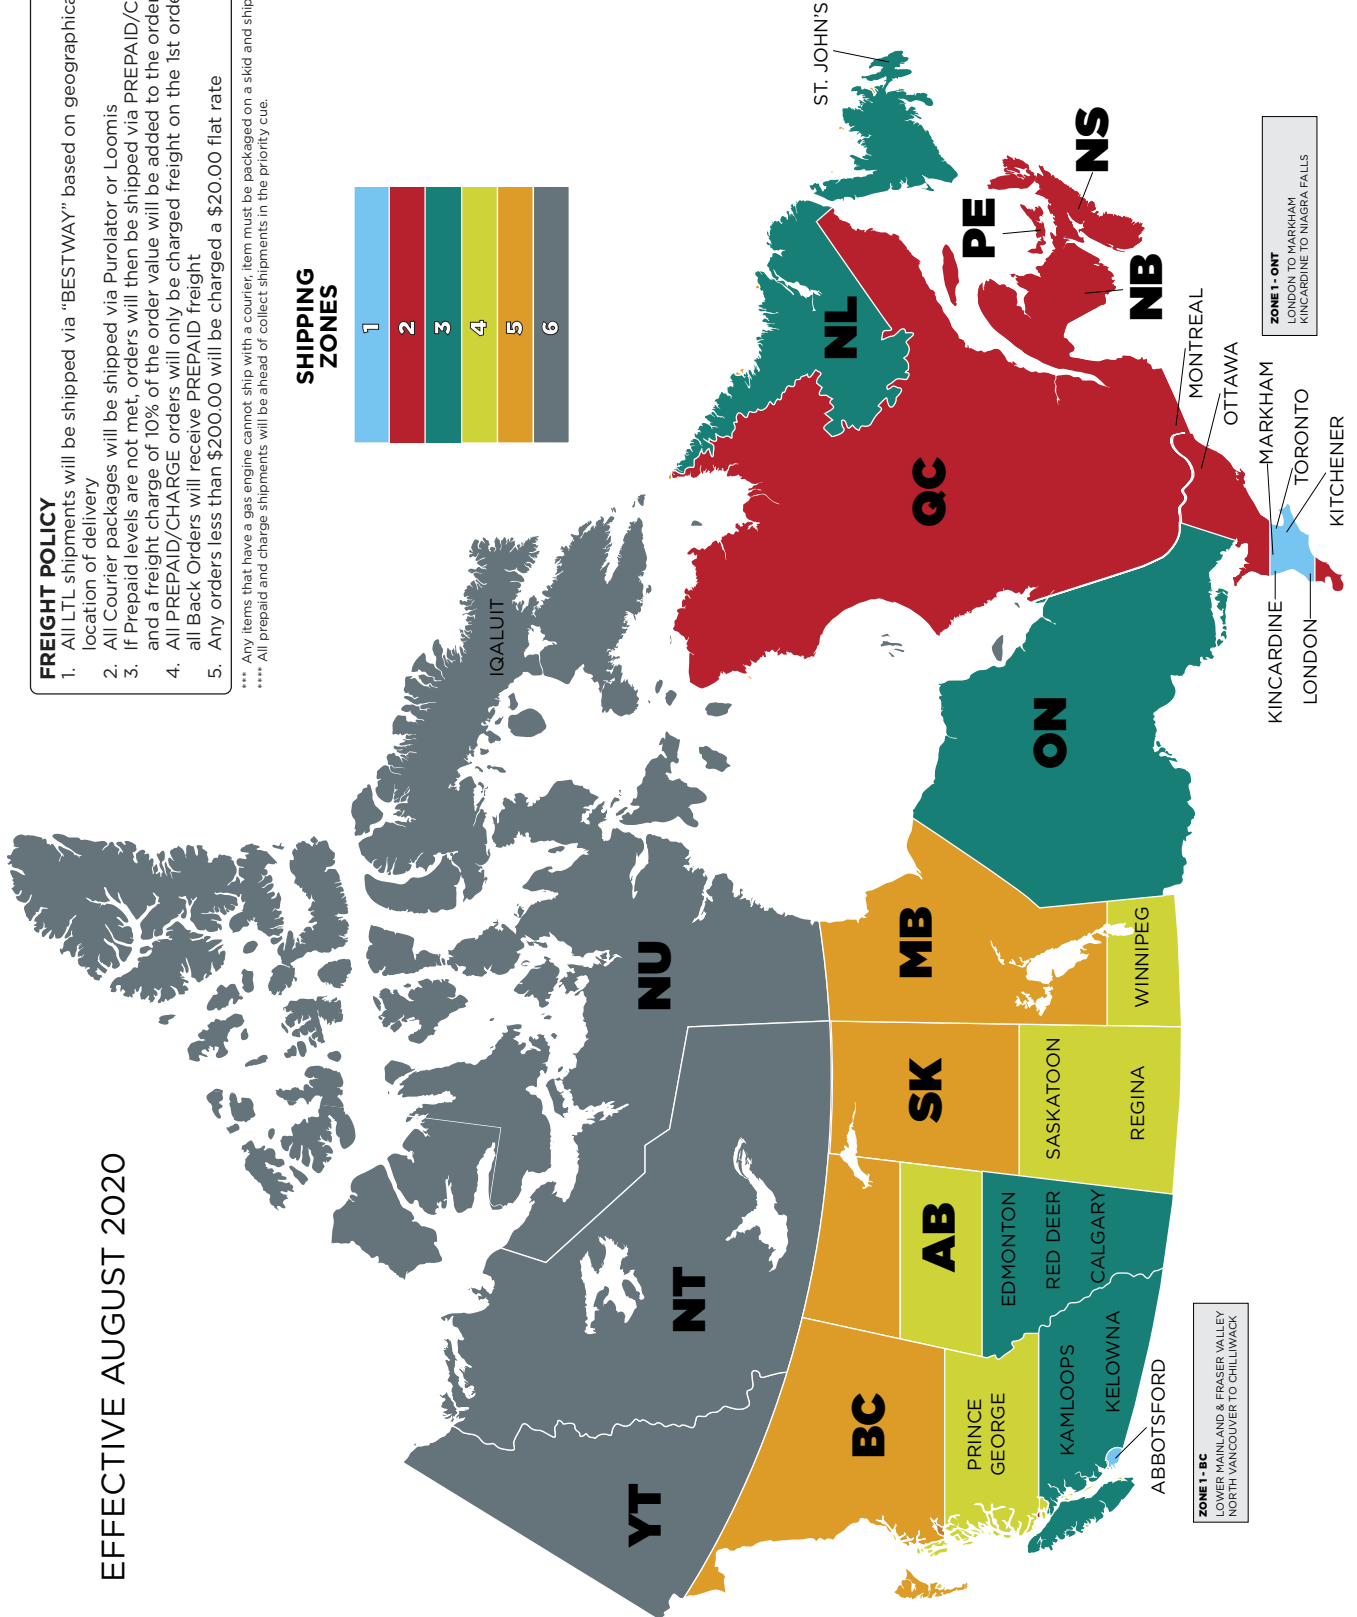 EFFECTIVE AUGUST 2020
FREIGHT POLICY
1. All LTL shipments will be shipped via "BESTWAY" based on geographica
location of delivery
2. All Courier packages will be shipped via Purolator or Loomis
3. If Prepaid levels are not met, orders will then be shipped via PREPAID/C
and a freight charge of 10% of the order value will be added to the order
4. All PREPAID/CHARGE orders will only be charged freight on the 1st orde
all Back Orders will receive PREPAID freight
5. Any orders less than $200.00 will be charged a $20.00 flat rate
*** Any items that have a gas engine cannot ship with a courier, item must be packaged on a skid and ship
**** All prepaid and charge shipments will be ahead of collect shipments in the priority cue.
SHIPPING
ZONES
1
2
3
4
5
6
IQALUIT
YT
NT
NU
BC
PRINCE
GEORGE
KAMLOOPS
KELOWNA
ABBOTSFORD
AB
EDMONTON
RED DEER
CALGARY
SK
SASKATOON
REGINA
MB
WINNIPEG
ON
QC
NL
ST. JOHN'S
PE
NS
NB
MONTREAL
OTTAWA
MARKHAM
TORONTO
KITCHENER
KINCARDINE
LONDON
ZONE 1 - BC
LOWER MAINLAND & FRASER VALLEY
NORTH VANCOUVER TO CHILLIWACK
ZONE 1 - ONT
LONDON TO MARKHAM
KINCARDINE TO NIAGRA FALLS